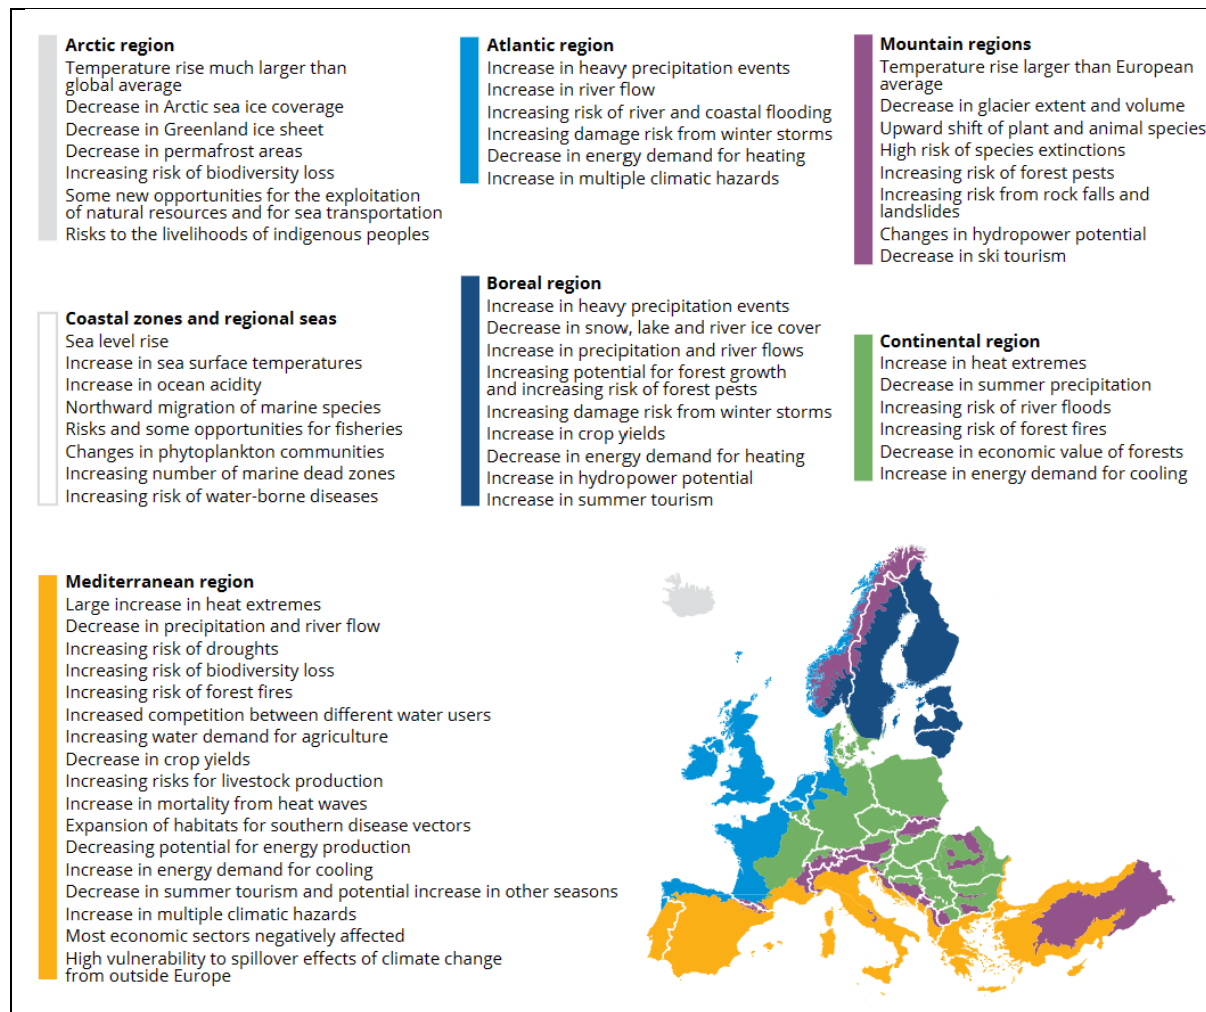 Arctic region
Temperature rise much larger than
global average
Decrease in Arctic sea ice coverage
Decrease in Greenland ice sheet
Decrease in permafrost areas
Increasing risk of biodiversity loss
Some new opportunities for the exploitation
of natural resources and for sea transportation
Risks to the livelihoods of indigenous peoples
Atlantic region
Increase in heavy precipitation events
Increase in river flow
Increasing risk of river and coastal flooding
Increasing damage risk from winter storms
Decrease in energy demand for heating
Increase in multiple climatic hazards
Mountain regions
Temperature rise larger than European
average
Decrease in glacier extent and volume
Upward shift of plant and animal species
High risk of species extinctions
Increasing risk of forest pests
Increasing risk from rock falls and
landslides
Changes in hydropower potential
Decrease in ski tourism
Coastal zones and regional seas
Sea level rise
Increase in sea surface temperatures
Increase in ocean acidity
Northward migration of marine species
Risks and some opportunities for fisheries
Changes in phytoplankton communities
Increasing number of marine dead zones
Increasing risk of water-borne diseases
Boreal region
Increase in heavy precipitation events
Decrease in snow, lake and river ice cover
Increase in precipitation and river flows
Increasing potential for forest growth
and increasing risk of forest pests
Increasing damage risk from winter storms
Increase in crop yields
Decrease in energy demand for heating
Increase in hydropower potential
Increase in summer tourism
Continental region
Increase in heat extremes
Decrease in summer precipitation
Increasing risk of river floods
Increasing risk of forest fires
Decrease in economic value of forests
Increase in energy demand for cooling
Mediterranean region
Large increase in heat extremes
Decrease in precipitation and river flow
Increasing risk of droughts
Increasing risk of biodiversity loss
Increasing risk of forest fires
Increased competition between different water users
Increasing water demand for agriculture
Decrease in crop yields
Increasing risks for livestock production
Increase in mortality from heat waves
Expansion of habitats for southern disease vectors
Decreasing potential for energy production
Increase in energy demand for cooling
Decrease in summer tourism and potential increase in other seasons
Increase in multiple climatic hazards
Most economic sectors negatively affected
High vulnerability to spillover effects of climate change
from outside Europe